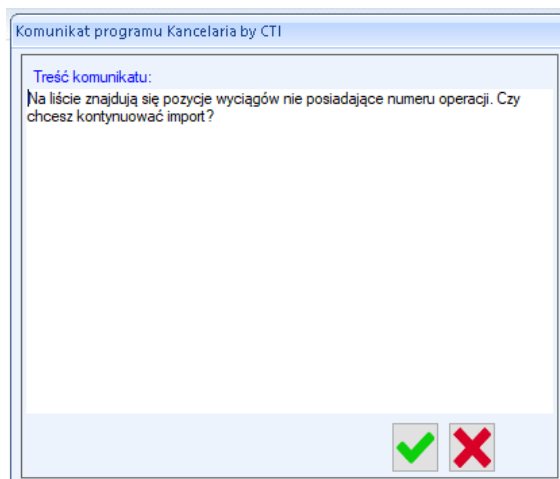 Komunikat programu Kancelaria by CTI
Treść komunikatu:
Na liście znajdują się pozycje wyciągów nie posiadające numeru operacji. Czy
chcesz kontynuować import?